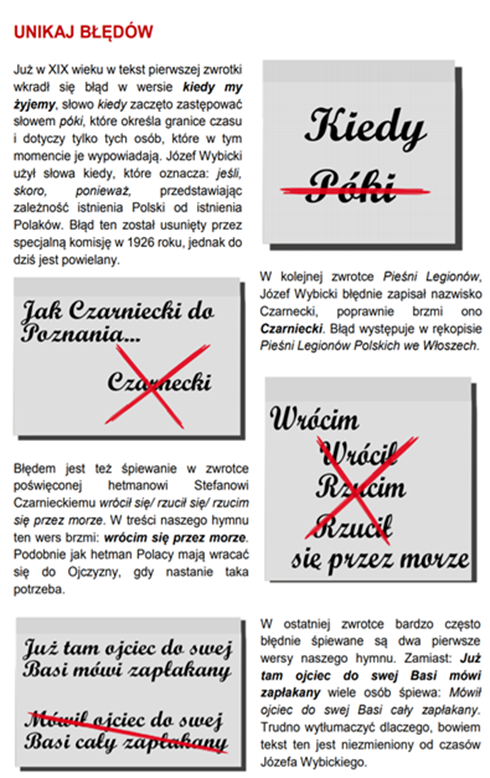 UNIKAJ BŁĘDÓW
Już w XIX wieku w tekst pierwszej zwrotki
wkradł się błąd w wersie kiedy my
żyjemy, słowo kiedy zaczęto zastępować
słowem póki, które określa granice czasu
i dotyczy tylko tych osób, które w tym
momencie je wypowiadają. Józef Wybicki
użył słowa kiedy, które oznacza: jeśli,
skoro, ponieważ, przedstawiając
zależność istnienia Polski od istnienia
Polaków. Błąd ten został usunięty przez
specjalną komisję w 1926 roku, jednak do
dziś jest powielany.
Kiedy
Póki
W kolejnej zwrotce Pieśni Legionów,
Józef Wybicki błędnie zapisał nazwisko
Czarnecki, poprawnie brzmi ono
Czarniecki. Błąd występuje w rękopisie
Pieśni Legionów Polskich we Włoszech.
Jak Czarniecki do
Poznania...
Czarnecki
Błędem jest też śpiewanie w zwrotce
poświęconej hetmanowi Stefanowi
Czarnieckiemu wrócił się/ rzucił się/ rzucim
się przez morze. W treści naszego hymnu
ten wers brzmi: wrócim się przez morze.
Podobnie jak hetman Polacy mają wracać
się do Ojczyzny, gdy nastanie taka
potrzeba.
Wrócim
Wrócił
Rzucim
Rzucił
się przez morze
Już tam ojciec do swej
Basi mówi zapłakany
Mówił ojciec do swej
Basi cały zapłakany
W ostatniej zwrotce bardzo często
błędnie śpiewane są dwa pierwsze
wersy naszego hymnu. Zamiast: Już
tam ojciec do swej Basi mówi
zapłakany wiele osób śpiewa: Mówił
ojciec do swej Basi cały zapłakany.
Trudno wytłumaczyć dlaczego, bowiem
tekst ten jest niezmieniony od czasów
Józefa Wybickiego.